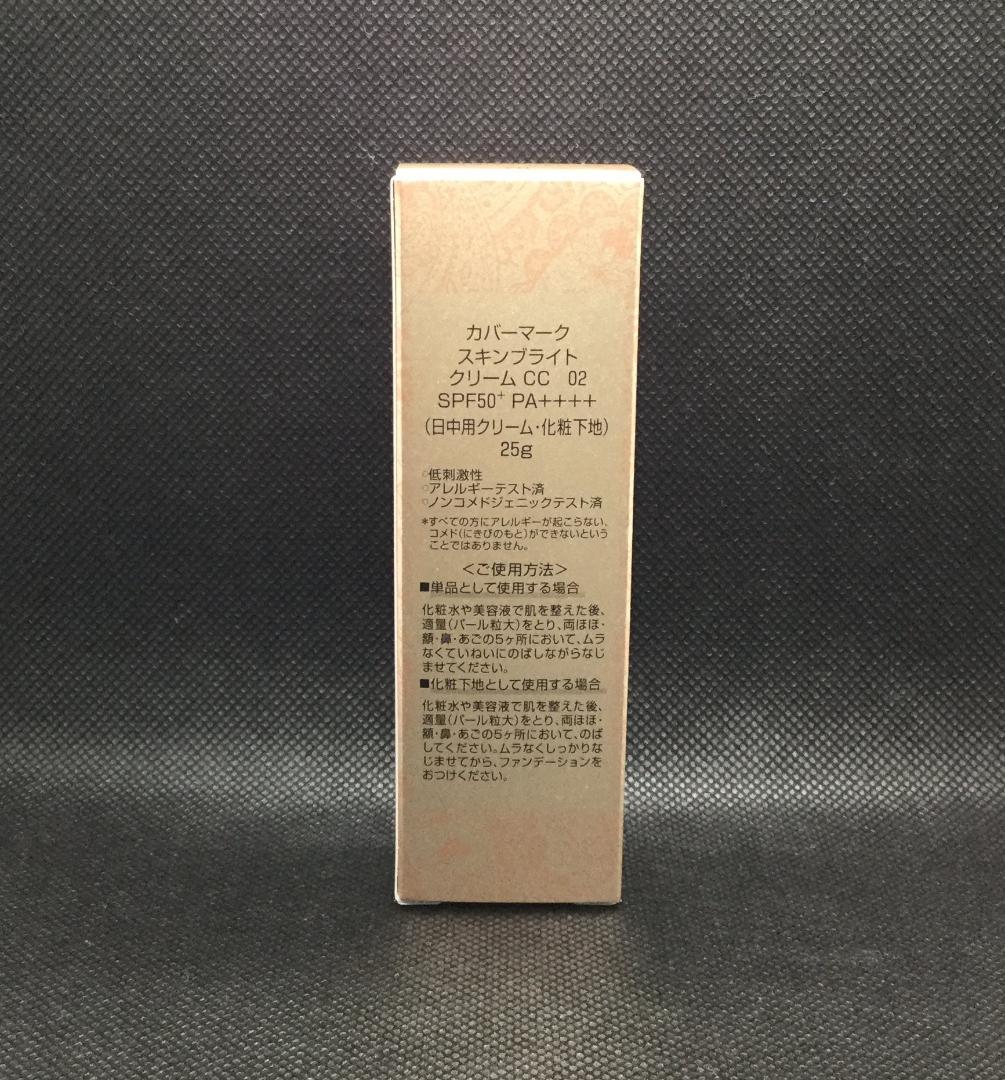 カバーマーク
スキンブライト
クリーム CC　02
SPF50+ PA++++
(日中用クリーム・化粧下地)
25g
○低刺激性
○アレルギーテスト済
○ノンコメドジェニックテスト済
＊すべての方にアレルギーが起こらない、
コメド(にきびのもと)ができないという
ことではありません。
＜ご使用方法＞
■単品として使用する場合
化粧水や美容液で肌を整えた後、
適量(パール粒大)をとり、両ほほ・
額・鼻・あごの5ヶ所において、ムラ
なくていねいにのばしながらなじ
ませてください。
■化粧下地として使用する場合
化粧水や美容液で肌を整えた後、
適量(パール粒大)をとり、両ほほ・
額・鼻・あごの5ヶ所において、のば
してください。ムラなくしっかりな
じませてから、ファンデーションを
おつけください。